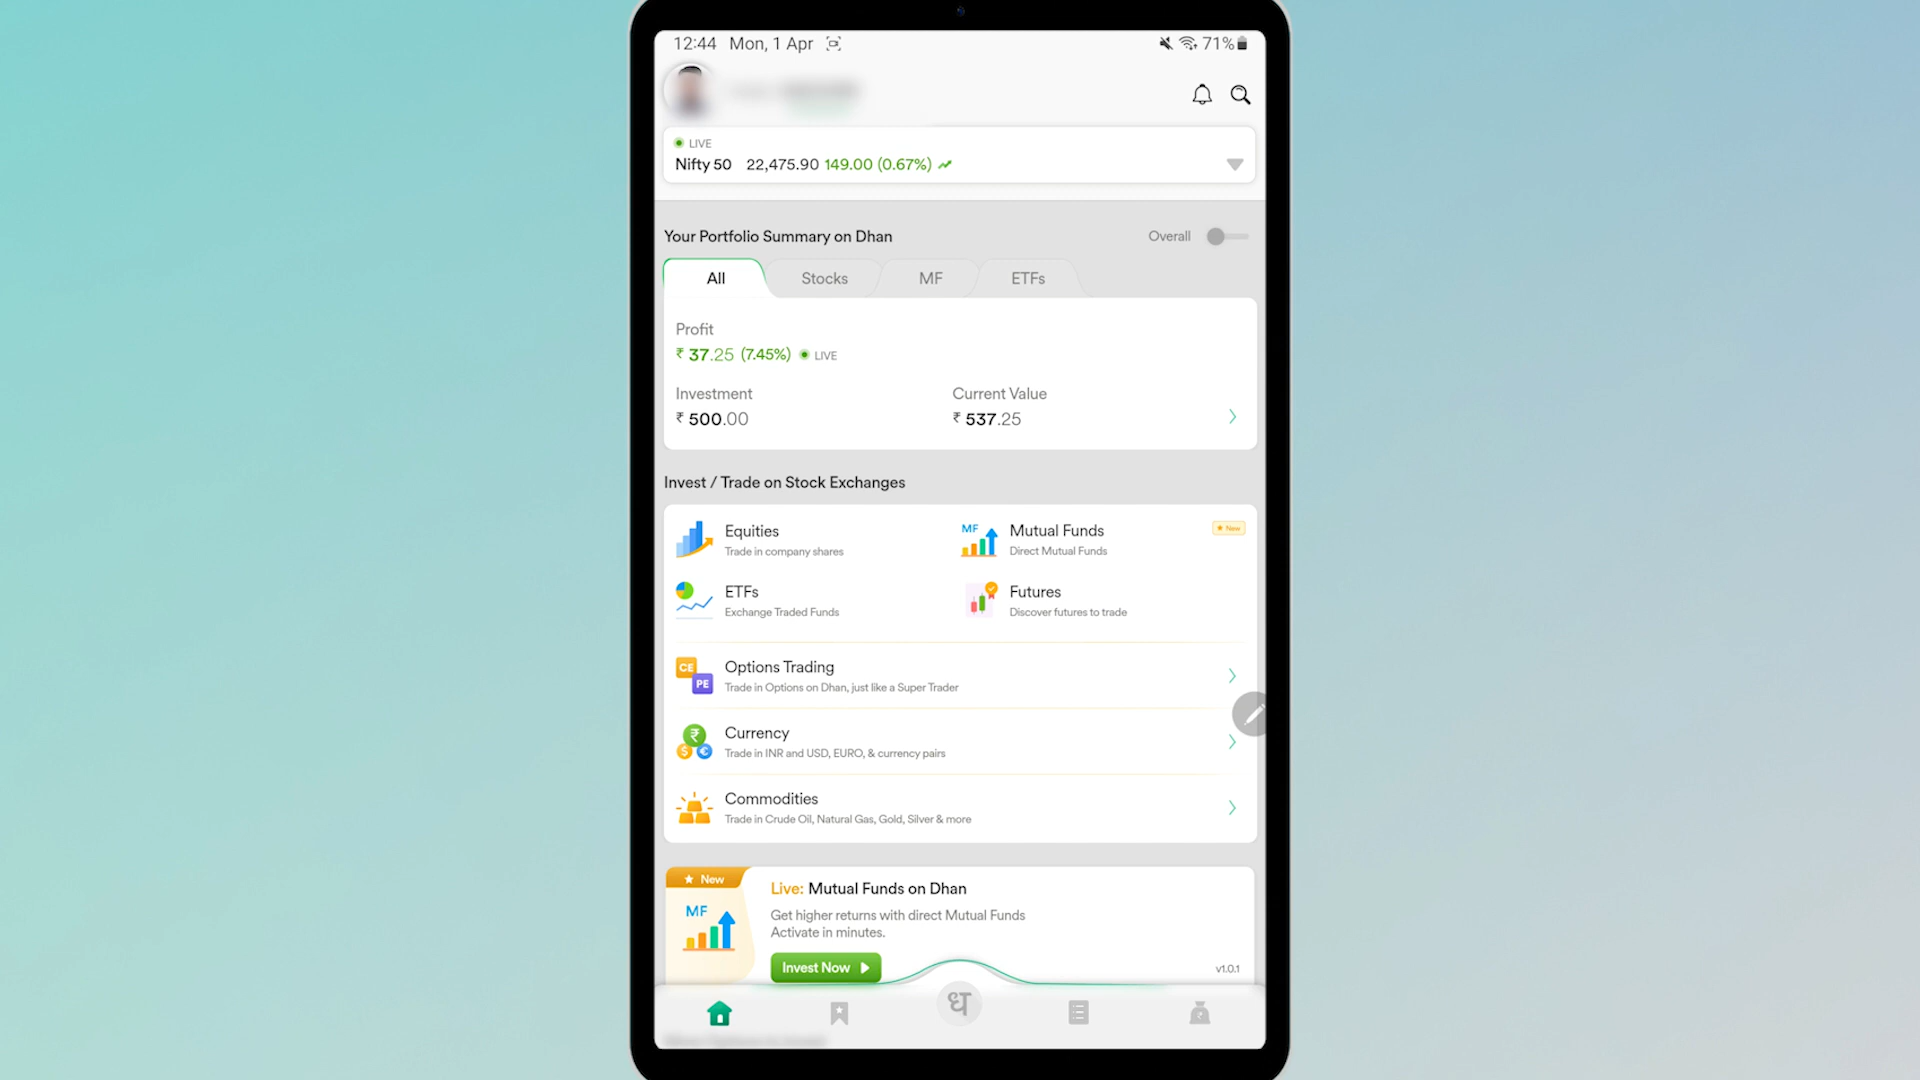 12:44 Mon, 1 Apr
71%
LIVE
Nifty 50 22,475.90 149.00 (0.67%)
Your Portfolio Summary on Dhan
Overall
All Stocks MF ETFs
Profit
₹ 37.25 (7.45%) LIVE
Investment Current Value
₹ 500.00 ₹ 537.25
Invest / Trade on Stock Exchanges
Equities
Trade in company shares
MF
Mutual Funds
Direct Mutual Funds
New
ETFs
Exchange Traded Funds
Futures
Discover futures to trade
CE
PE
Options Trading
Trade in Options on Dhan, just like a Super Trader
₹
$ €
Currency
Trade in INR and USD, EURO, & currency pairs
Commodities
Trade in Crude Oil, Natural Gas, Gold, Silver & more
New
MF
Live: Mutual Funds on Dhan
Get higher returns with direct Mutual Funds
Activate in minutes.
Invest Now
v1.0.1
ध
₹